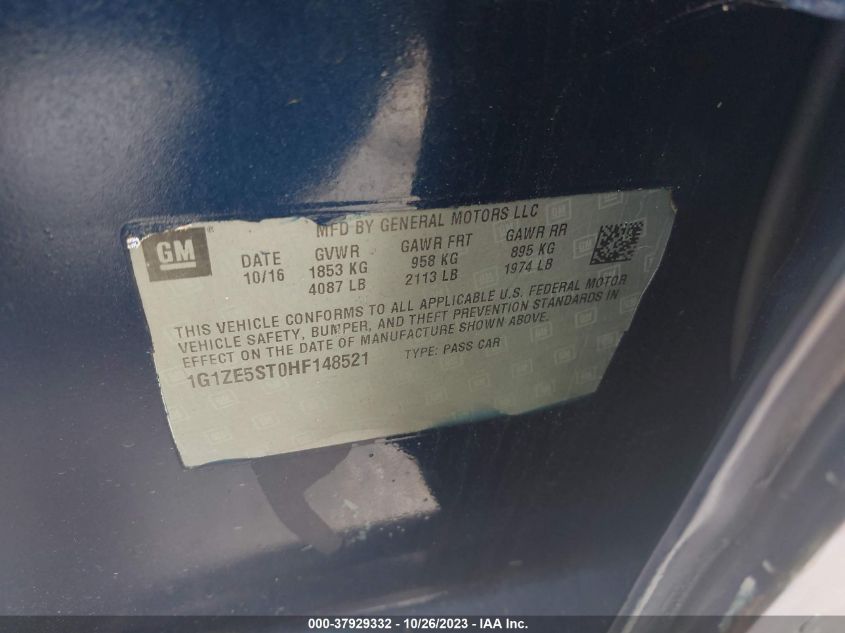 MFD BY GENERAL MOTORS LLC
GM
DATE GVWR GAWR FRT GAWR RR
10/16 1853 KG 958 KG 895 KG
4087 LB 2113 LB 1974 LB
THIS VEHICLE CONFORMS TO ALL APPLICABLE U.S. FEDERAL MOTOR
VEHICLE SAFETY, BUMPER, AND THEFT PREVENTION STANDARDS IN
EFFECT ON THE DATE OF MANUFACTURE SHOWN ABOVE.
1G1ZE5ST0HF148521 TYPE: PASS CAR
000-37929332 - 10/26/2023 - IAA Inc.